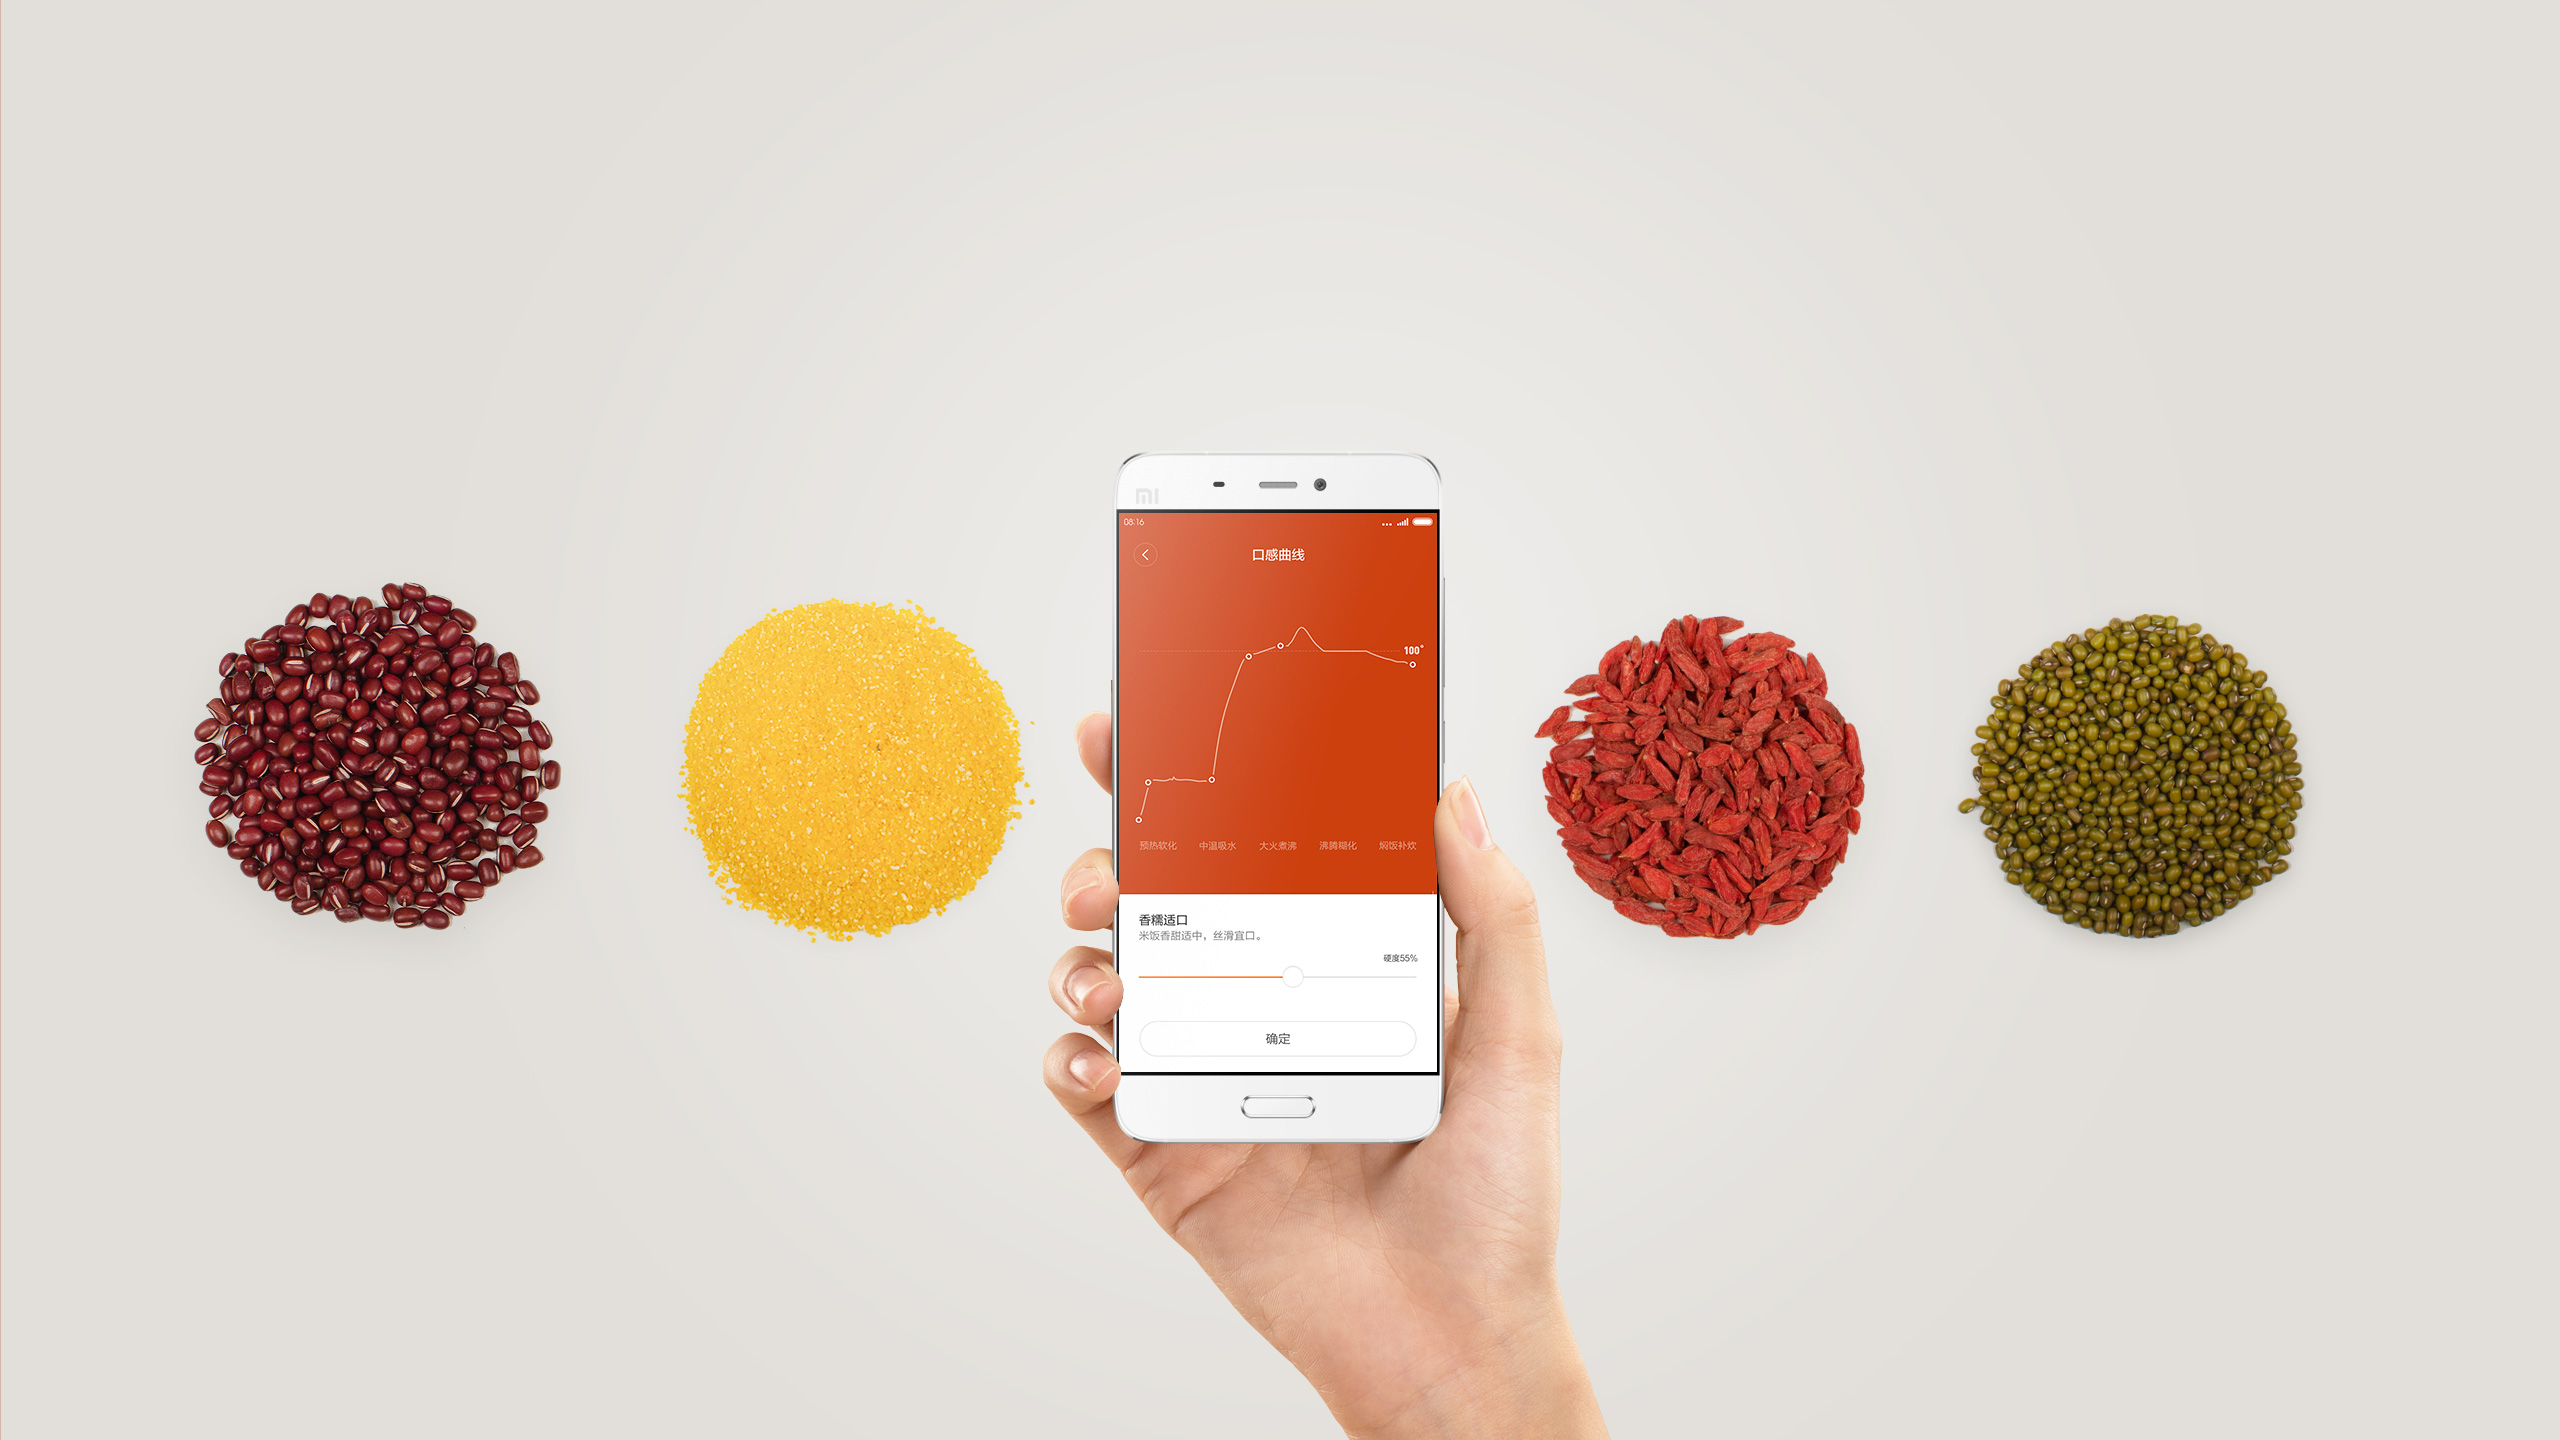 mi
08:16
口感曲线
100°
预热软化 中温吸水 大火煮沸 沸腾糊化 焖饭补炊
香糯适口
米饭香甜适中，丝滑宜口。
硬度55%
确定